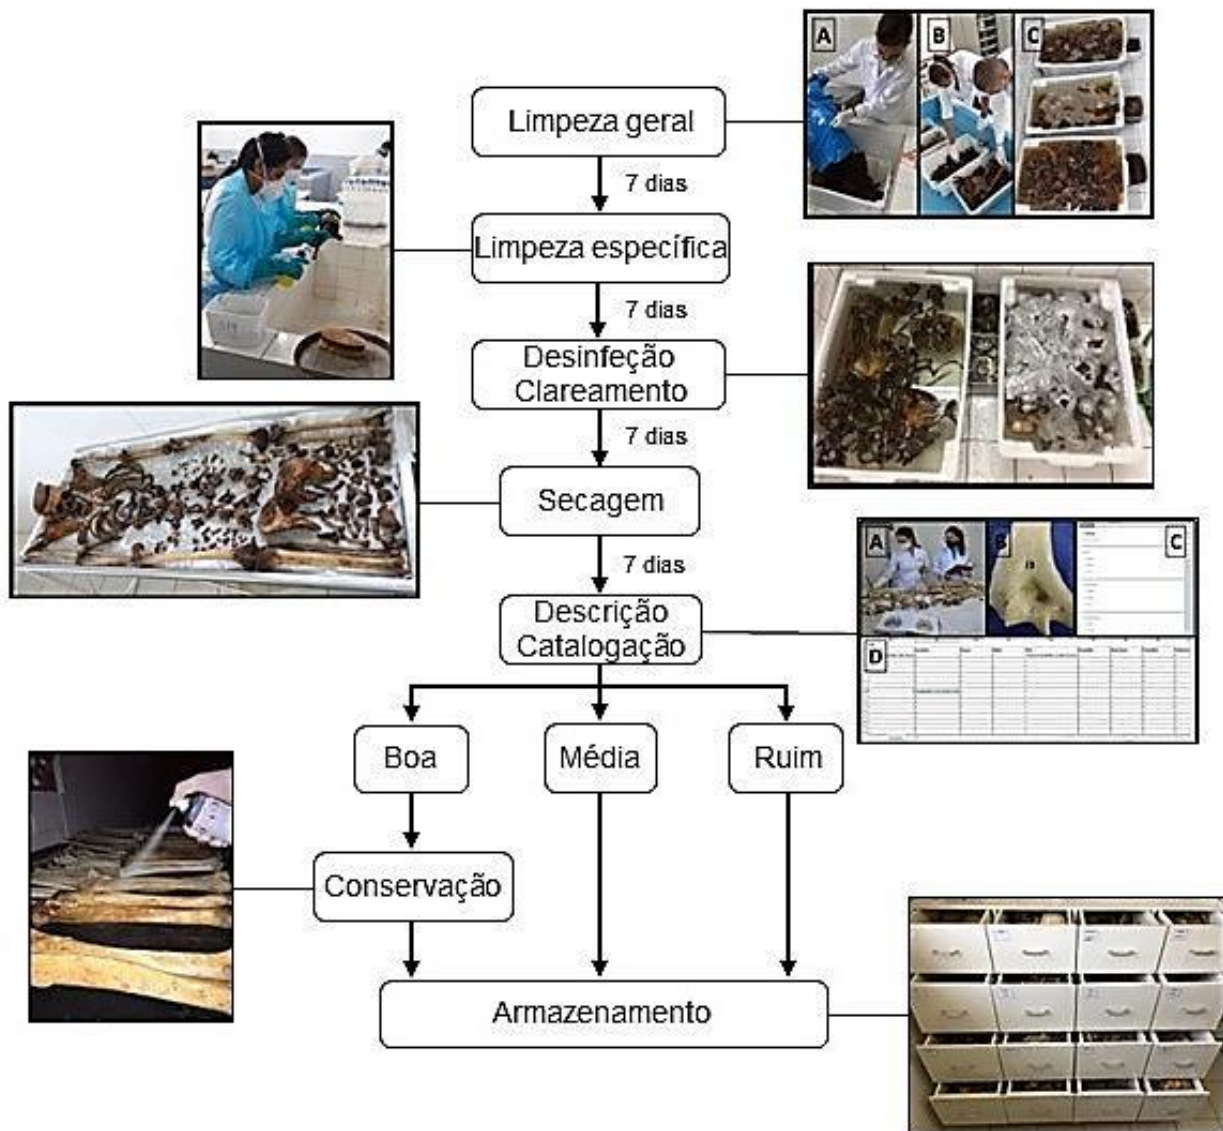 A
B
C
Limpeza geral
7 dias
Limpeza específica
7 dias
Desinfeção
Clareamento
7 dias
Secagem
7 dias
A
B
C
D
Descrição
Catalogação
Boa
Média
Ruim
Conservação
Armazenamento